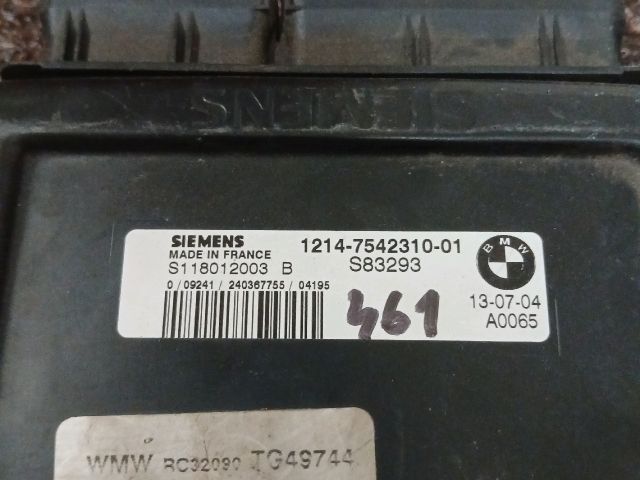 SIEMENS
SIEMENS 1214-7542310-01 BMW
MADE IN FRANCE
S118012003 B S83293
0 / 09241 / 240367755 / 04195
461 13-07-04
A0065
WMW RC32090 TG49744